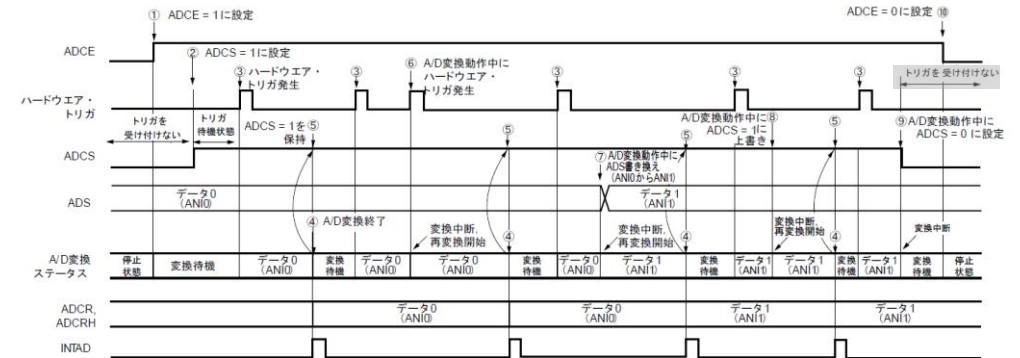 ① ADCE = 1に設定
ADCE = 0に設定 ⑩
ADCE
② ADCS = 1に設定
③ハードウエア・
トリガ発生
③
⑥ A/D変換動作中に
ハードウエア・
トリガ発生
③
③
③
トリガを受け付けない
ハードウエア・
トリガ
トリガを
受け付けない
トリガ
待機状態
ADCS = 1を⑤
保持
⑤
⑤
A/D変換動作中に⑧
ADCS = 1に
上書き
⑤
⑨A/D変換動作中に
ADCS = 0 に設定
ADCS
⑦A/D変換動作中に
ADS書き換え
(ANI0からANI1)
ADS
データ0
(ANI0)
データ1
(ANI1)
④ A/D変換終了
変換中断,
再変換開始
④
変換中断,
再変換開始
④
変換中断,
再変換開始
④
変換中断
A/D変換
ステータス
停止
状態
変換待機
データ0
(ANI0)
変換
待機
データ0
(ANI0)
データ0
(ANI0)
変換
待機
データ0
(ANI0)
データ1
(ANI1)
変換
待機
データ1
(ANI1)
データ1
(ANI1)
変換
待機
データ1
(ANI1)
変換
待機
停止
状態
ADCR,
ADCRH
データ0
(ANI0)
データ0
(ANI0)
データ1
(ANI1)
データ1
(ANI1)
INTAD